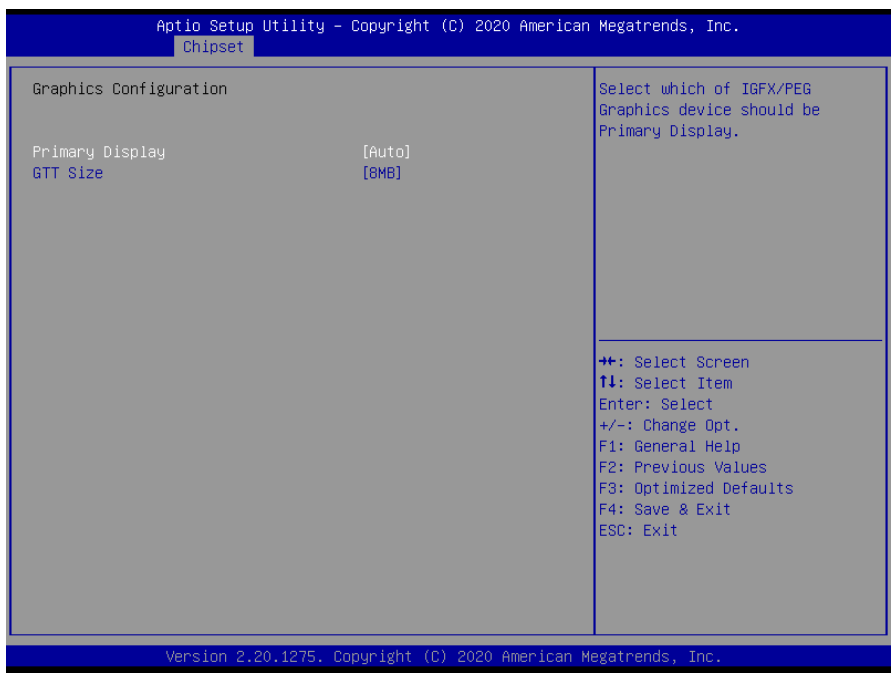 Aptio Setup Utility – Copyright (C) 2020 American Megatrends, Inc.
Chipset
Graphics Configuration
Primary Display [Auto]
GTT Size [8MB]
Select which of IGFX/PEG
Graphics device should be
Primary Display.
→←: Select Screen
↑↓: Select Item
Enter: Select
+/-: Change Opt.
F1: General Help
F2: Previous Values
F3: Optimized Defaults
F4: Save & Exit
ESC: Exit
Version 2.20.1275. Copyright (C) 2020 American Megatrends, Inc.